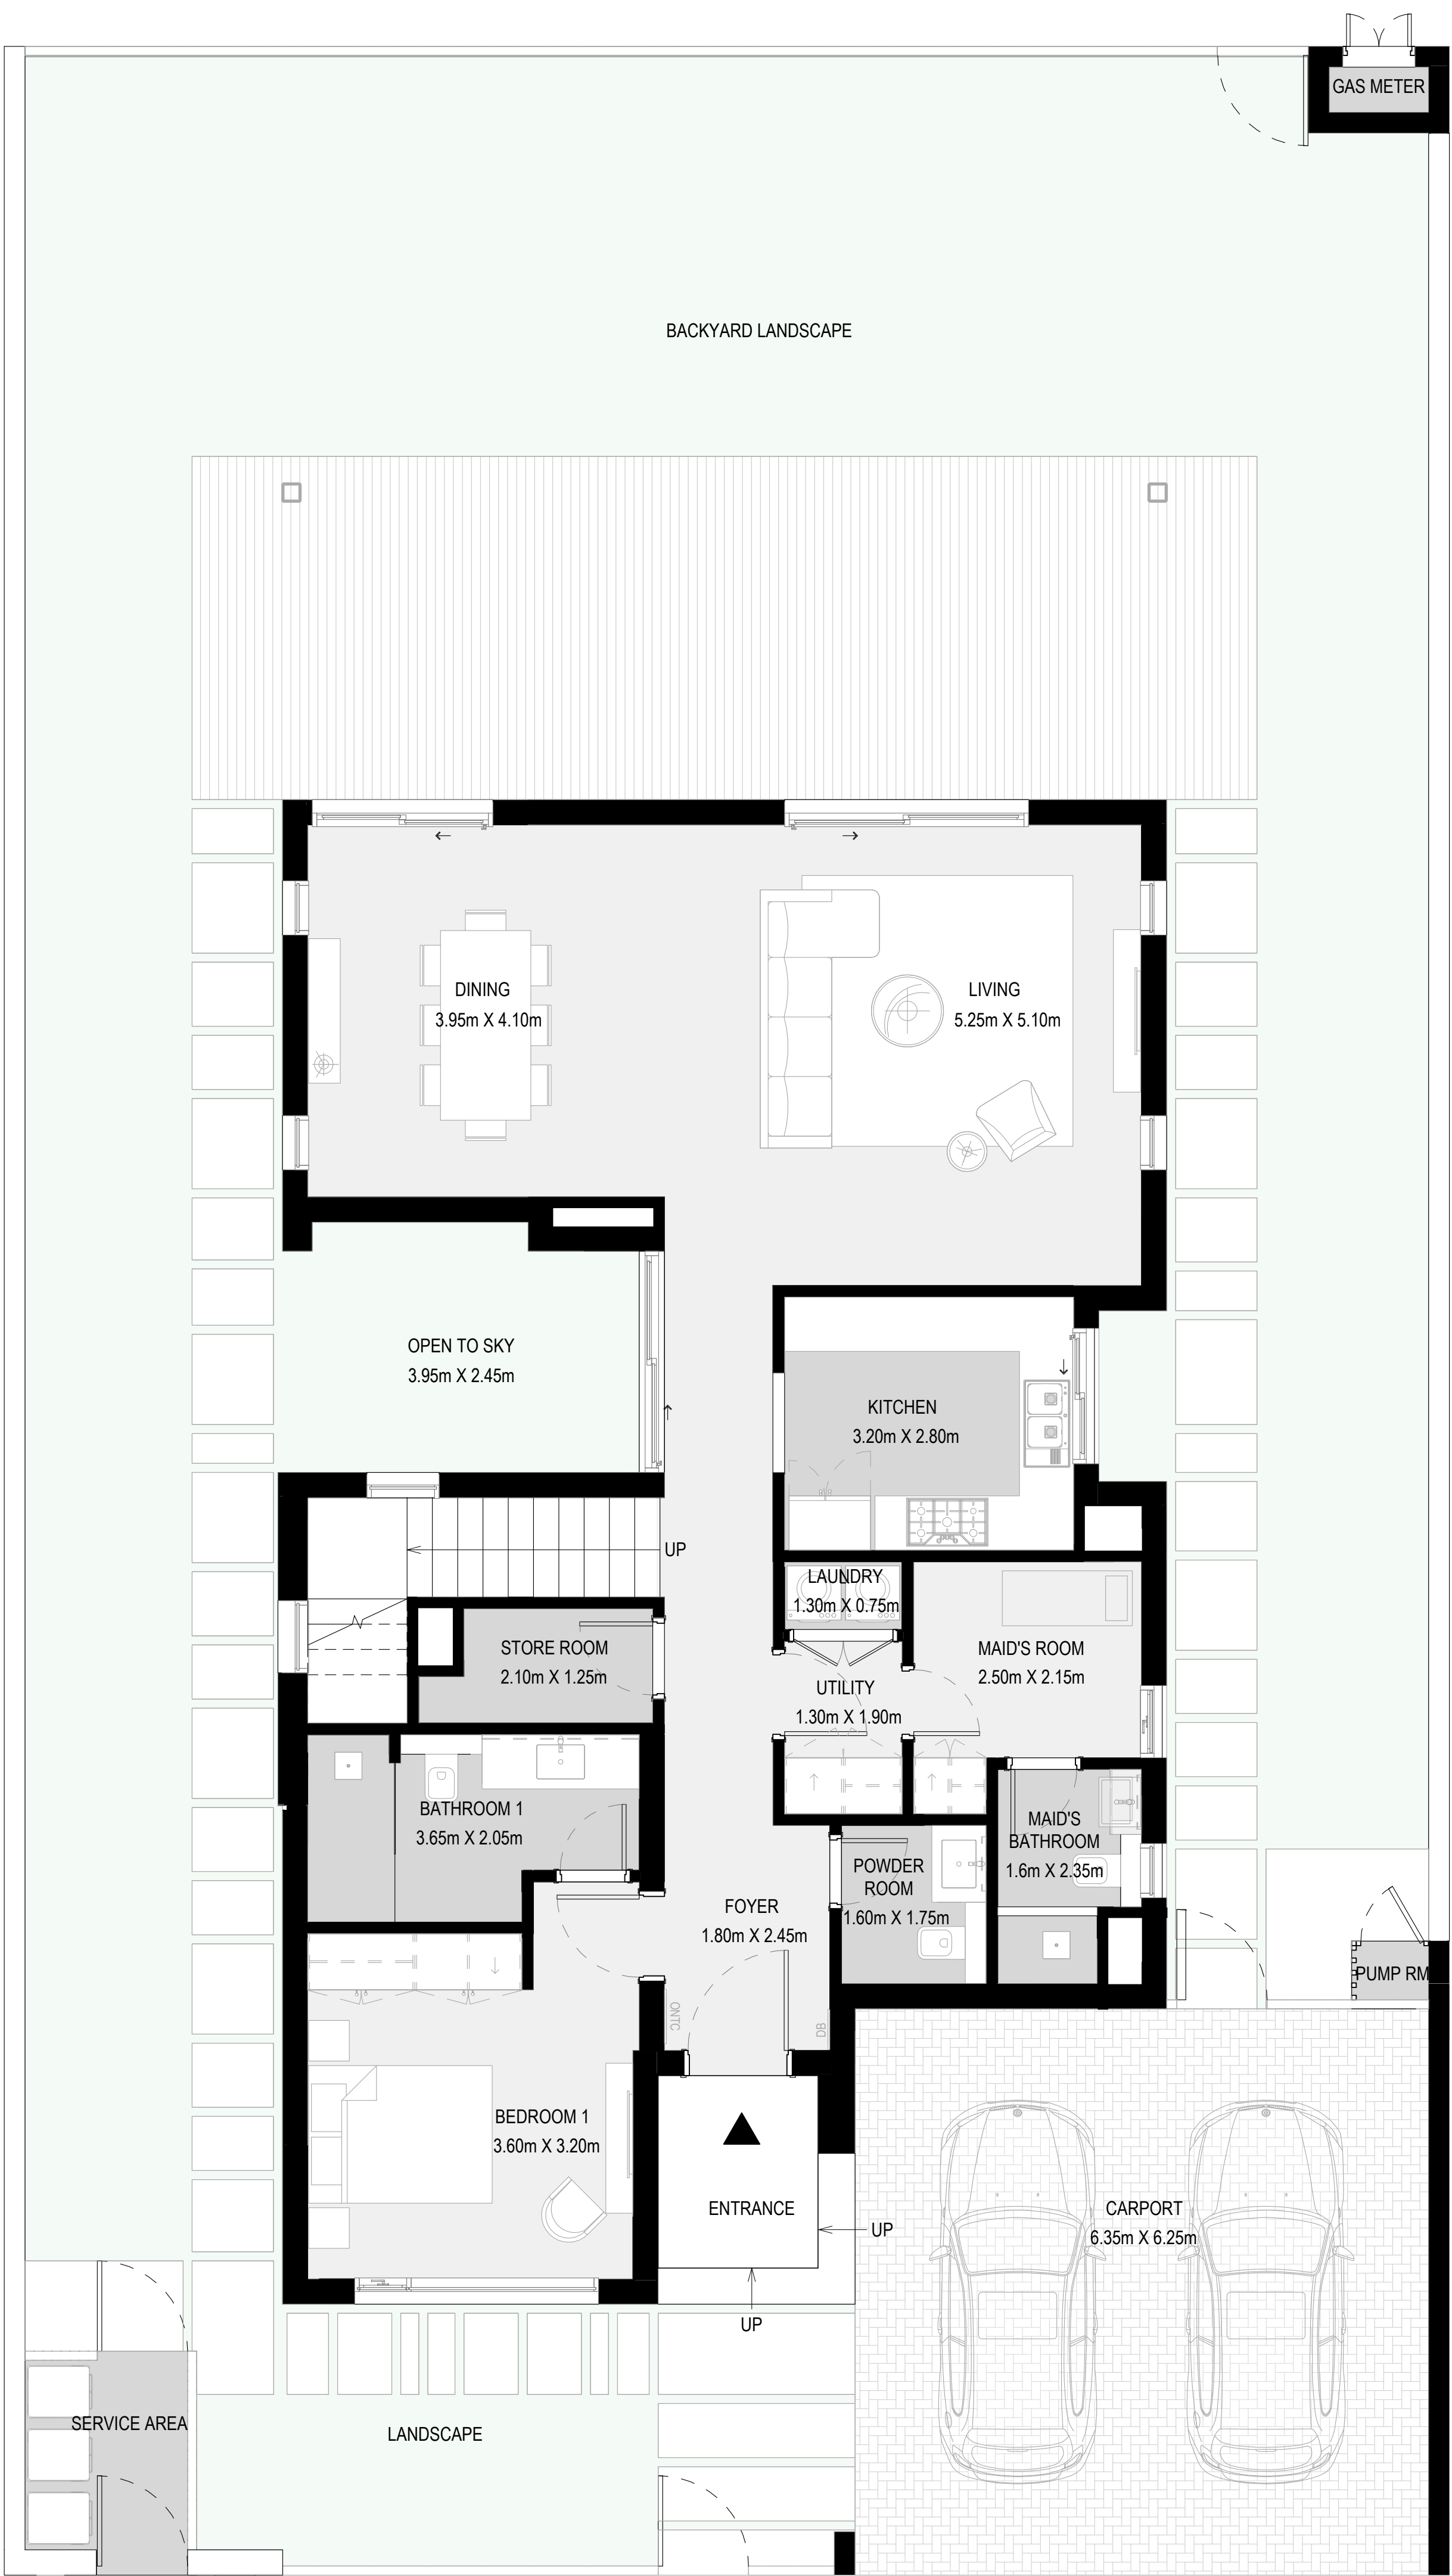 GAS METER
BACKYARD LANDSCAPE
DINING
3.95m X 4.10m
LIVING
5.25m X 5.10m
OPEN TO SKY
3.95m X 2.45m
KITCHEN
3.20m X 2.80m
UP
LAUNDRY
1.30m X 0.75m
STORE ROOM
2.10m X 1.25m
MAID'S ROOM
2.50m X 2.15m
UTILITY
1.30m X 1.90m
BATHROOM 1
3.65m X 2.05m
MAID'S
BATHROOM
1.6m X 2.35m
POWDER
ROOM
1.60m X 1.75m
FOYER
1.80m X 2.45m
PUMP RM
ONTC
DB
BEDROOM 1
3.60m X 3.20m
ENTRANCE
CARPORT
6.35m X 6.25m
UP
UP
SERVICE AREA
LANDSCAPE